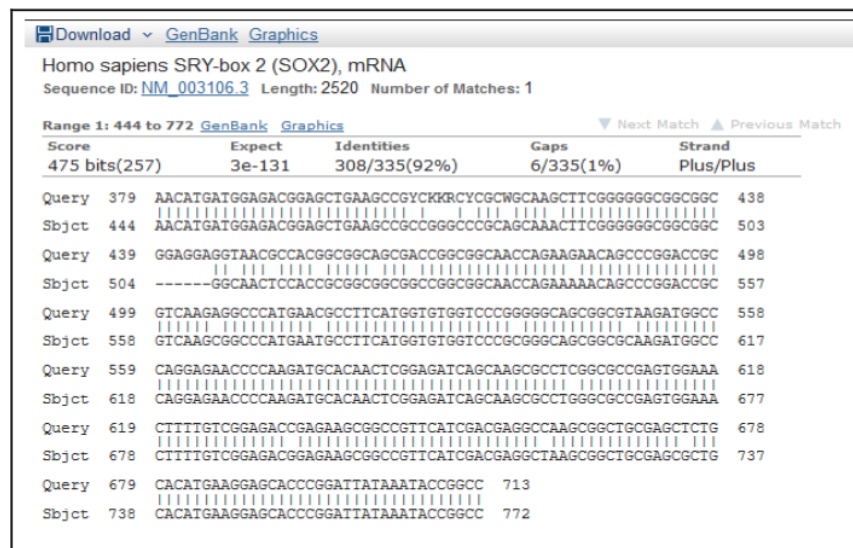 Download GenBank Graphics
Homo sapiens SRY-box 2 (SOX2), mRNA
Sequence ID: NM_003106.3 Length: 2520 Number of Matches: 1
Range 1: 444 to 772 GenBank Graphics Next Match Previous Match
Score Expect Identities Gaps Strand
475 bits(257) 3e-131 308/335(92%) 6/335(1%) Plus/Plus
Query 379 AACATGATGGAGACGGAGCTGAAGCCGYCKKRCYCGCWGCAAGCTTCGGGGGGCGGCGGC 438
Sbjct 444 AACATGATGGAGACGGAGCTGAAGCCGCCGGGCCCGCAGCAAACTTCGGGGGGCGGCGGC 503
Query 439 GGAGGAGGTAACGCCACGGCGGCAGCGACCGGCGGCAACCAGAAGAACAGCCCGGACCGC 498
Sbjct 504 ------GGCAACTCCACCGCGGCGGCGGCCGGCGGCAACCAGAAAAACAGCCCGGACCGC 557
Query 499 GTCAAGAGGCCCATGAACGCCTTCATGGTGTGGTCCCGGGGGCAGCGGCGTAAGATGGCC 558
Sbjct 558 GTCAAGCGGCCCATGAATGCCTTCATGGTGTGGTCCCGCGGGCAGCGGCGCAAGATGGCC 617
Query 559 CAGGAGAACCCCAAGATGCACAACTCGGAGATCAGCAAGCGCCTCGGCGCCGAGTGGAAA 618
Sbjct 618 CAGGAGAACCCCAAGATGCACAACTCGGAGATCAGCAAGCGCCTGGGCGCCGAGTGGAAA 677
Query 619 CTTTTGTCGGAGACCGAGAAGCGGCCGTTCATCGACGAGGCCAAGCGGCTGCGAGCTCTG 678
Sbjct 678 CTTTTGTCGGAGACGGAGAAGCGGCCGTTCATCGACGAGGCTAAGCGGCTGCGAGCGCTG 737
Query 679 CACATGAAGGAGCACCCGGATTATAAATACCGGCC 713
Sbjct 738 CACATGAAGGAGCACCCGGATTATAAATACCGGCC 772